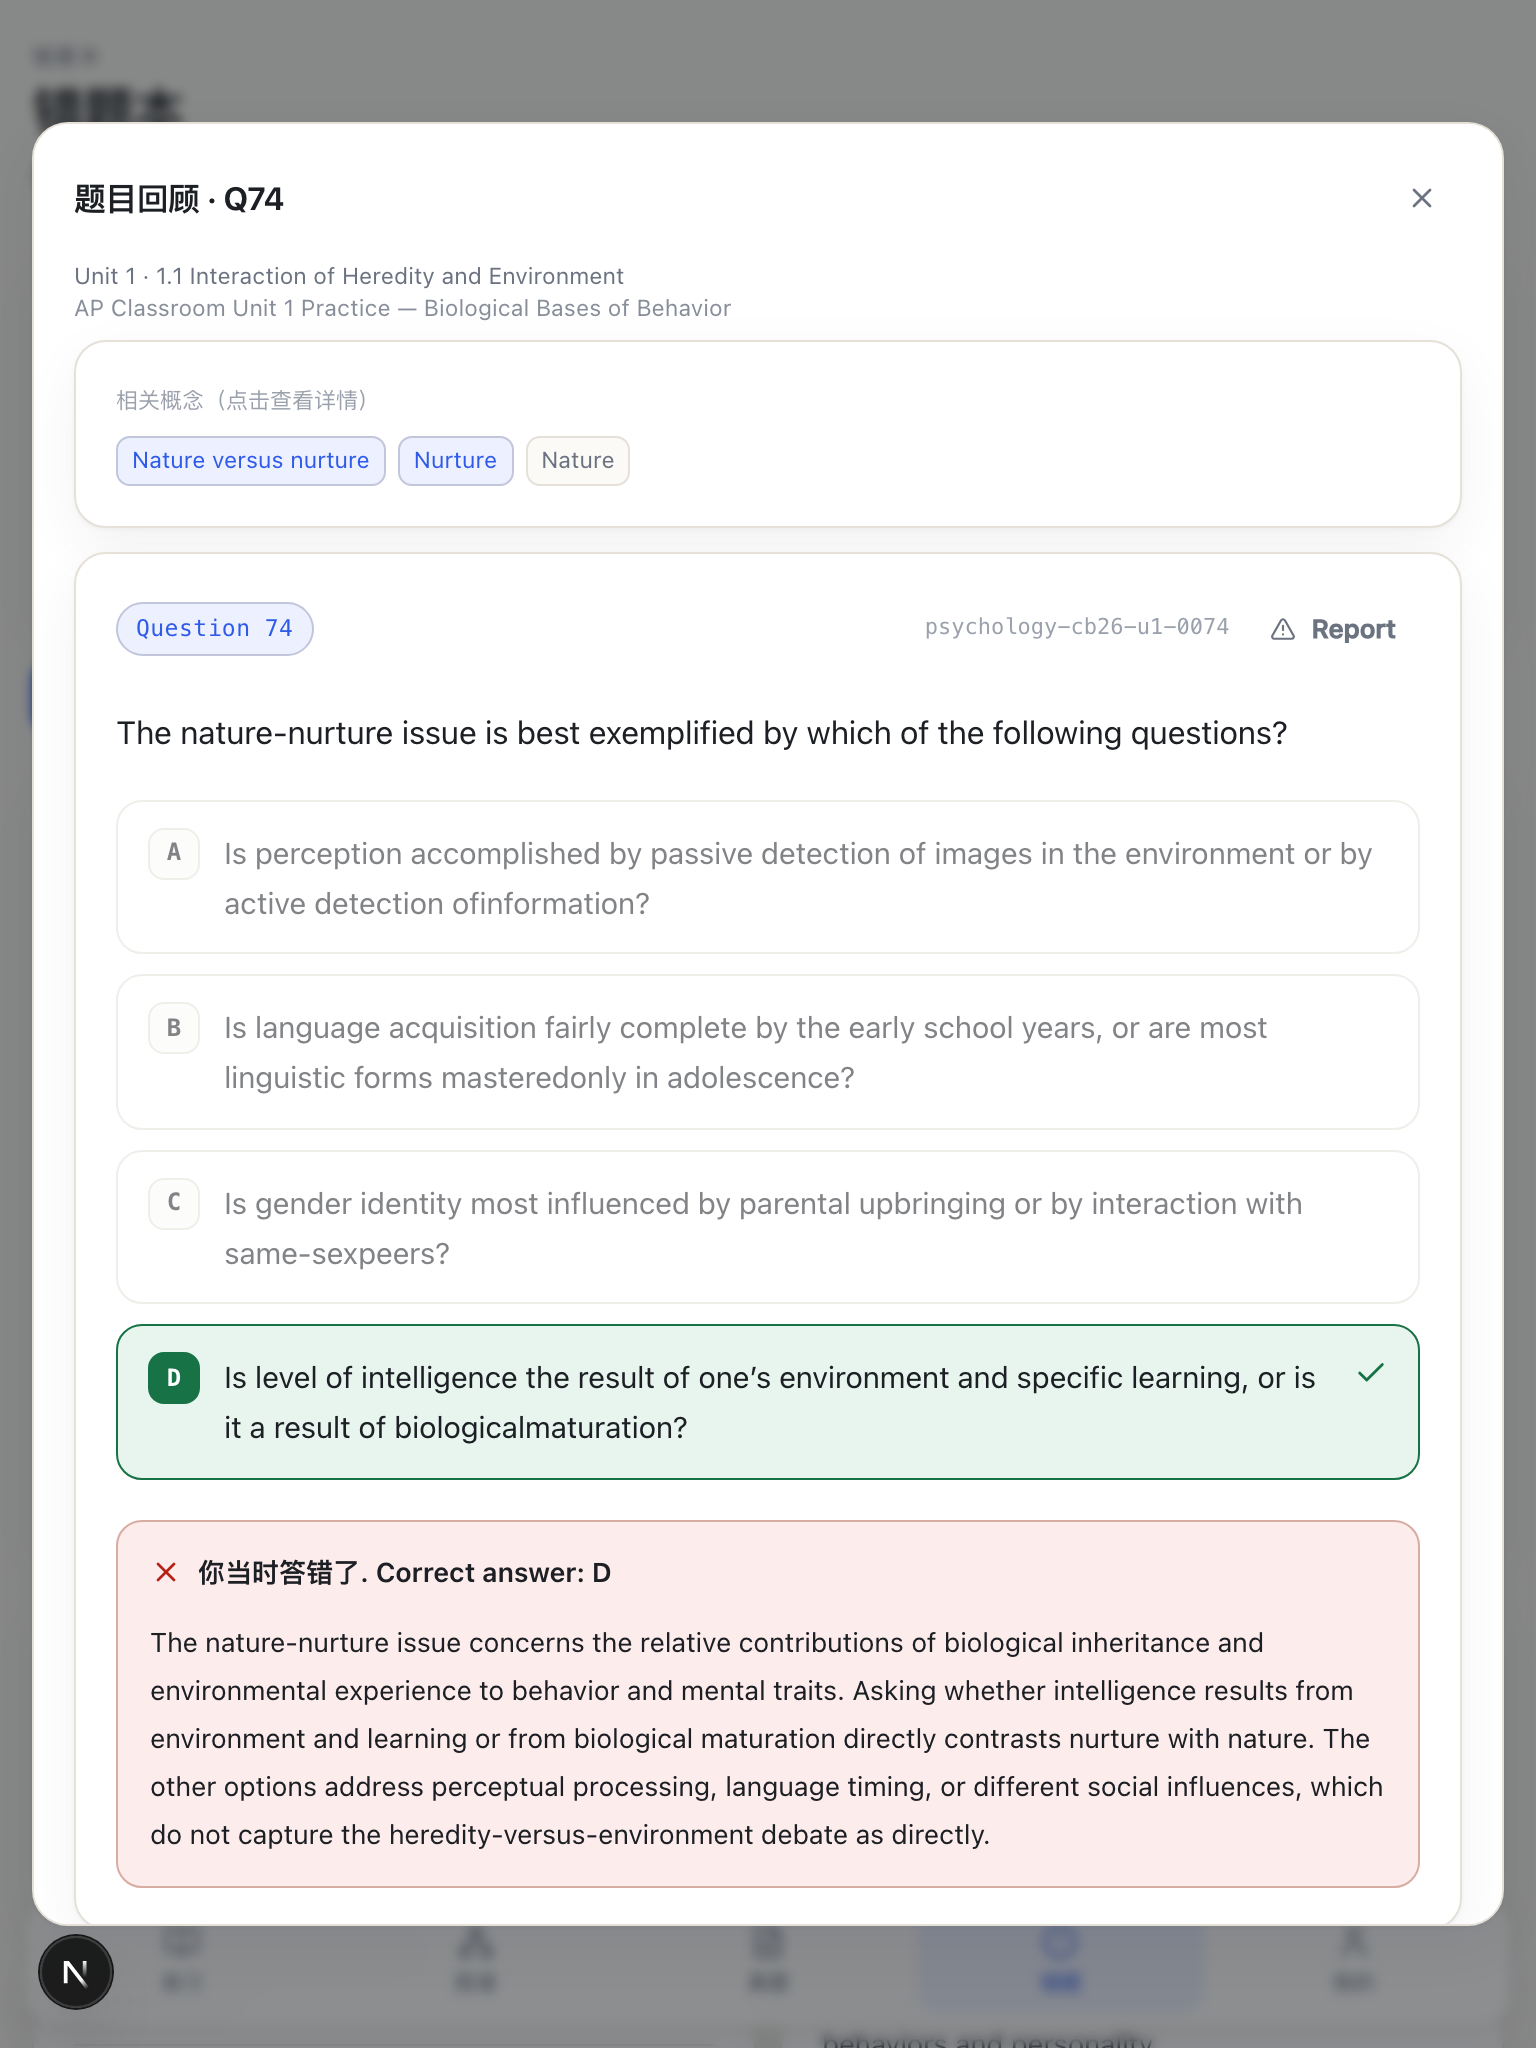 错题本
题目回顾 · Q74
Unit 1 · 1.1 Interaction of Heredity and Environment
AP Classroom Unit 1 Practice — Biological Bases of Behavior
相关概念（点击查看详情）
Nature versus nurture
Nurture
Nature
Question 74
psychology-cb26-u1-0074
Report
The nature-nurture issue is best exemplified by which of the following questions?
A
Is perception accomplished by passive detection of images in the environment or by
active detection ofinformation?
B
Is language acquisition fairly complete by the early school years, or are most
linguistic forms masteredonly in adolescence?
C
Is gender identity most influenced by parental upbringing or by interaction with
same-sexpeers?
D
Is level of intelligence the result of one’s environment and specific learning, or is
it a result of biologicalmaturation?
你当时答错了. Correct answer: D
The nature-nurture issue concerns the relative contributions of biological inheritance and
environmental experience to behavior and mental traits. Asking whether intelligence results from
environment and learning or from biological maturation directly contrasts nurture with nature. The
other options address perceptual processing, language timing, or different social influences, which
do not capture the heredity-versus-environment debate as directly.
N
behaviors and personality